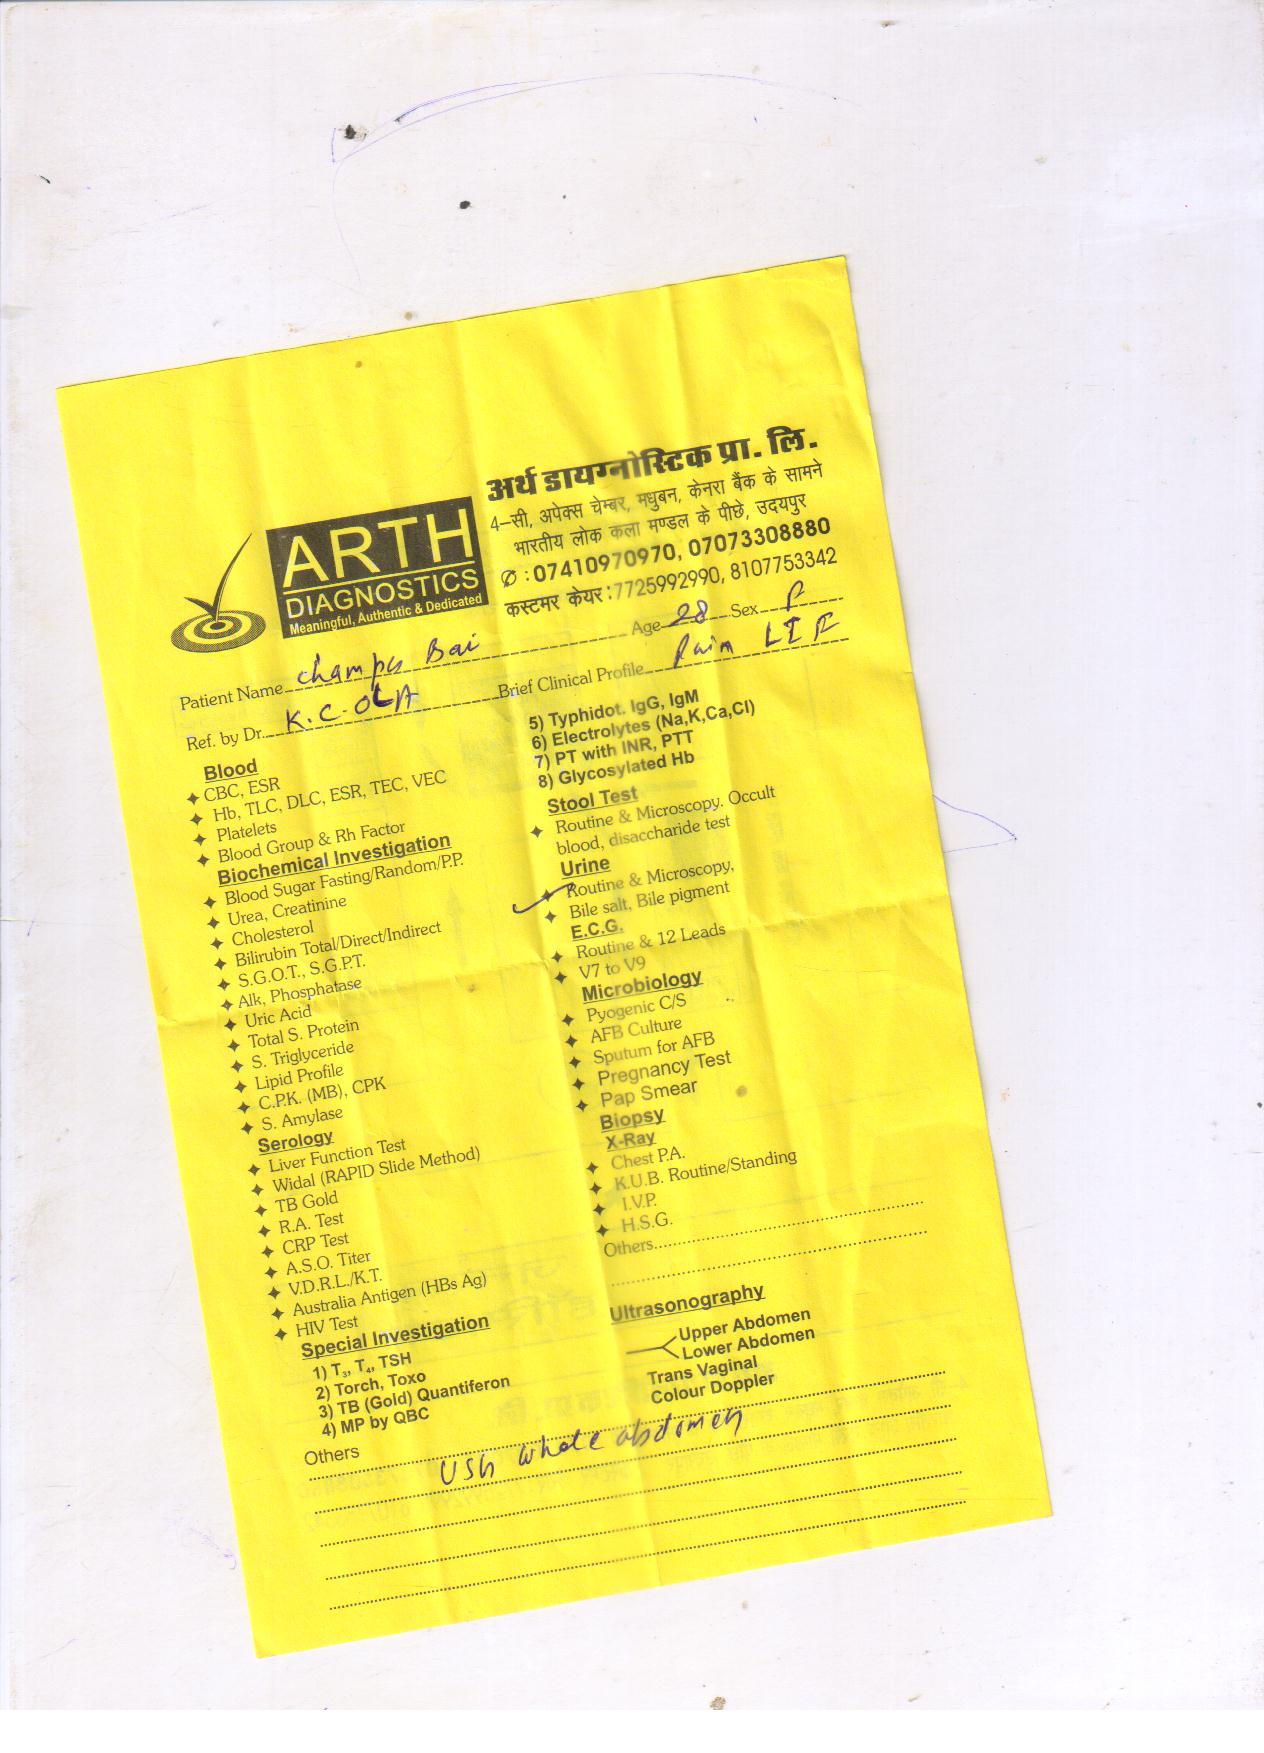 अर्थ डायग्नोस्टिक प्रा. लि.
4–सी, अपेक्स चेम्बर, मधुबन, केनरा बैंक के सामने
भारतीय लोक कला मण्डल के पीछे, उदयपुर
✆ : 07410970970, 07073308880
कस्टमर केयर : 7725992990, 8107753342
ARTH
DIAGNOSTICS
Meaningful, Authentic & Dedicated
Patient Name champa Bai Age 28 Sex F
Ref. by Dr. K.C. OLA Brief Clinical Profile Pain LIF
Blood
CBC, ESR
Hb, TLC, DLC, ESR, TEC, VEC
Platelets
Blood Group & Rh Factor
Biochemical Investigation
Blood Sugar Fasting/Random/P.P.
Urea, Creatinine
Cholesterol
Bilirubin Total/Direct/Indirect
S.G.O.T., S.G.P.T.
Alk, Phosphatase
Uric Acid
Total S. Protein
S. Triglyceride
Lipid Profile
C.P.K. (MB), CPK
S. Amylase
Serology
Liver Function Test
Widal (RAPID Slide Method)
TB Gold
R.A. Test
CRP Test
A.S.O. Titer
V.D.R.L./K.T.
Australia Antigen (HBs Ag)
HIV Test
Special Investigation
1) T3, T4, TSH
2) Torch, Toxo
3) TB (Gold) Quantiferon
4) MP by QBC
5) Typhidot. IgG, IgM
6) Electrolytes (Na,K,Ca,Cl)
7) PT with INR, PTT
8) Glycosylated Hb
Stool Test
Routine & Microscopy. Occult
blood, disaccharide test
Urine
Routine & Microscopy,
Bile salt, Bile pigment
E.C.G.
Routine & 12 Leads
V7 to V9
Microbiology
Pyogenic C/S
AFB Culture
Sputum for AFB
Pregnancy Test
Pap Smear
Biopsy
X-Ray
Chest P.A.
K.U.B. Routine/Standing
I.V.P.
H.S.G.
Others
Ultrasonography
Upper Abdomen
Lower Abdomen
Trans Vaginal
Colour Doppler
Others
USG whole abdomen